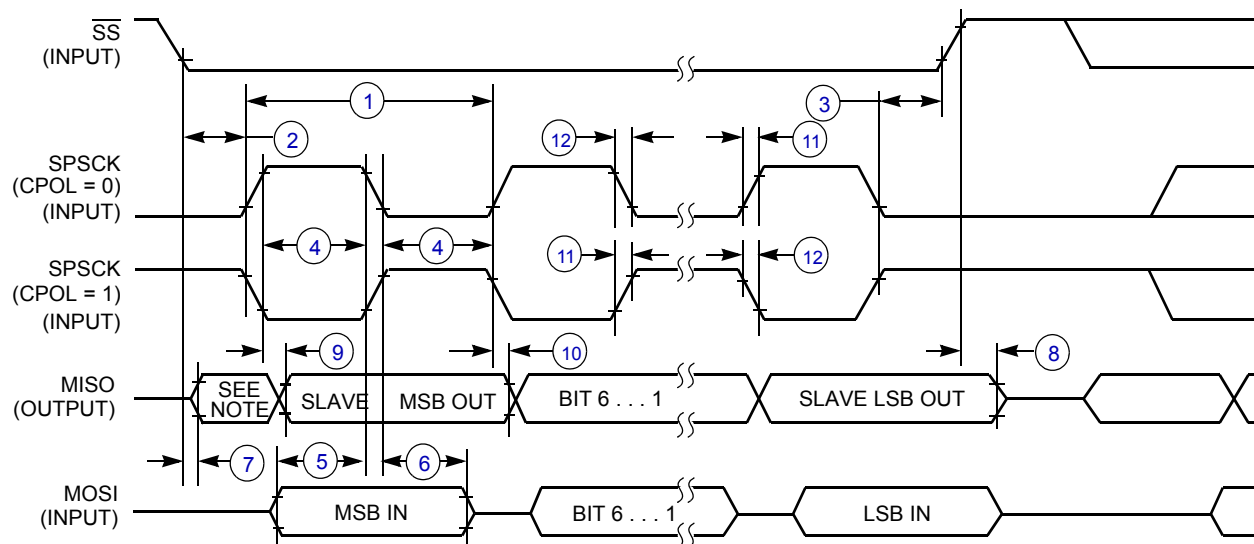 SS
(INPUT)
1
3
2
12
11
SPSCK
(CPOL = 0)
(INPUT)
4
4
11
12
SPSCK
(CPOL = 1)
(INPUT)
9
10
8
MISO
(OUTPUT)
SEE
NOTE
SLAVE
MSB OUT
BIT 6 . . . 1
SLAVE LSB OUT
7
5
6
MOSI
(INPUT)
MSB IN
BIT 6 . . . 1
LSB IN